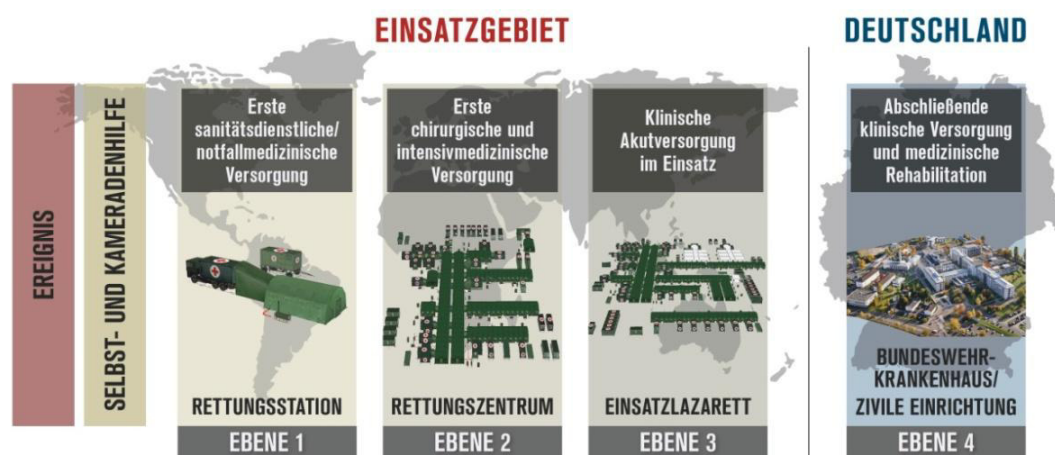 EINSATZGEBIET
DEUTSCHLAND
EREIGNIS
SELBST- UND KAMERADENHILFE
Erste
sanitätsdienstliche/
notfallmedizinische
Versorgung
RETTUNGSSTATION
EBENE 1
Erste
chirurgische und
intensivmedizinische
Versorgung
RETTUNGSZENTRUM
EBENE 2
Klinische
Akutversorgung
im Einsatz
EINSATZLAZARETT
EBENE 3
Abschließende
klinische Versorgung
und medizinische
Rehabilitation
BUNDESWEHR-
KRANKENHAUS/
ZIVILE EINRICHTUNG
EBENE 4